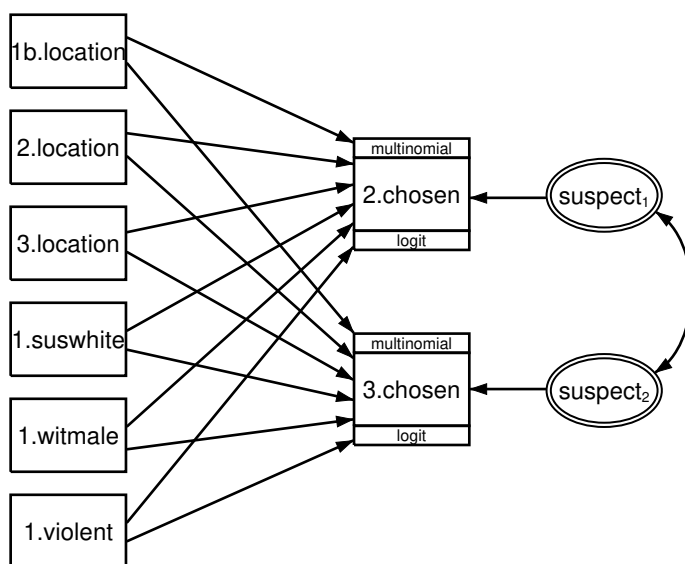 1b.location
2.location
3.location
1.suswhite
1.witmale
1.violent
multinomial
2.chosen
logit
multinomial
3.chosen
logit
suspect₁
suspect₂